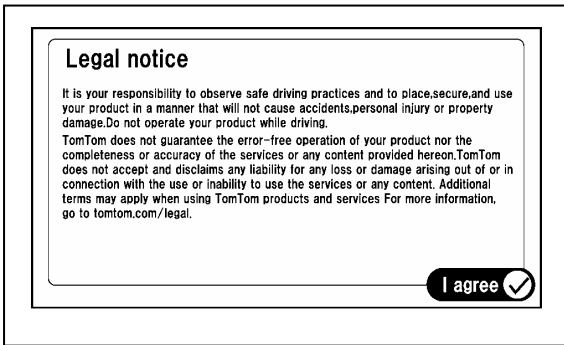 Legal notice
It is your responsibility to observe safe driving practices and to place,secure,and use
your product in a manner that will not cause accidents,personal injury or property
damage.Do not operate your product while driving.
TomTom does not guarantee the error-free operation of your product nor the
completeness or accuracy of the services or any content provided hereon.TomTom
does not accept and disclaims any liability for any loss or damage arising out of or in
connection with the use or inability to use the services or any content. Additional
terms may apply when using TomTom products and services For more information,
go to tomtom.com/legal.
I agree